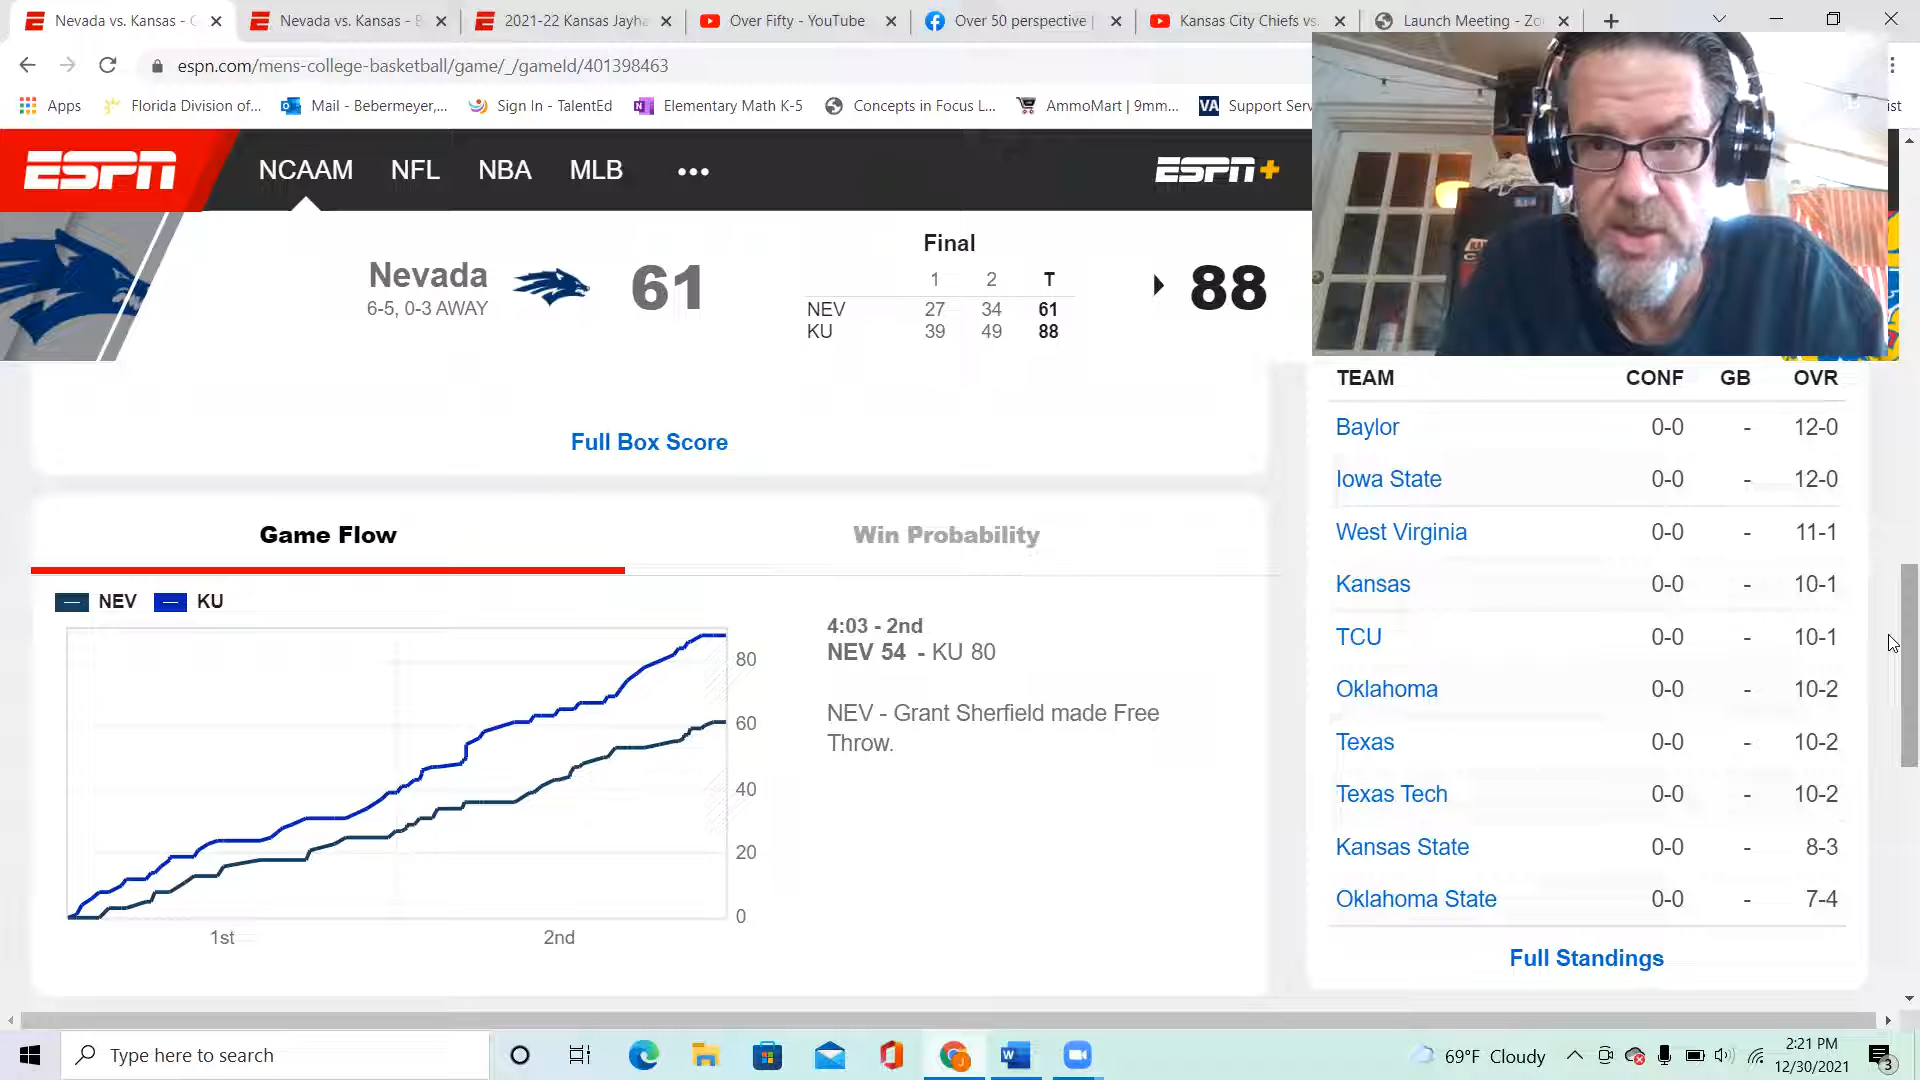 Nevada vs. Kansas - G
Nevada vs. Kansas - B
2021-22 Kansas Jayha
Over Fifty - YouTube
Over 50 perspective |
Kansas City Chiefs vs.
Launch Meeting - Zo
espn.com/mens-college-basketball/game/_/gameId/401398463
Apps
Florida Division of...
Mail - Bebermeyer,...
Sign In - TalentEd
Elementary Math K-5
Concepts in Focus L...
AmmoMart | 9mm...
VA Support Serv
ist
ESPN NCAAM NFL NBA MLB ••• ESPN+
Nevada
6-5, 0-3 AWAY
61
Final
1 2 T
NEV 27 34 61
KU 39 49 88
88
Full Box Score
Game Flow
Win Probability
NEV KU
80
60
40
20
0
1st 2nd
4:03 - 2nd
NEV 54 - KU 80
NEV - Grant Sherfield made Free
Throw.
TEAM CONF GB OVR
Baylor 0-0 - 12-0
Iowa State 0-0 - 12-0
West Virginia 0-0 - 11-1
Kansas 0-0 - 10-1
TCU 0-0 - 10-1
Oklahoma 0-0 - 10-2
Texas 0-0 - 10-2
Texas Tech 0-0 - 10-2
Kansas State 0-0 - 8-3
Oklahoma State 0-0 - 7-4
Full Standings
Type here to search
69°F Cloudy
2:21 PM
12/30/2021
3